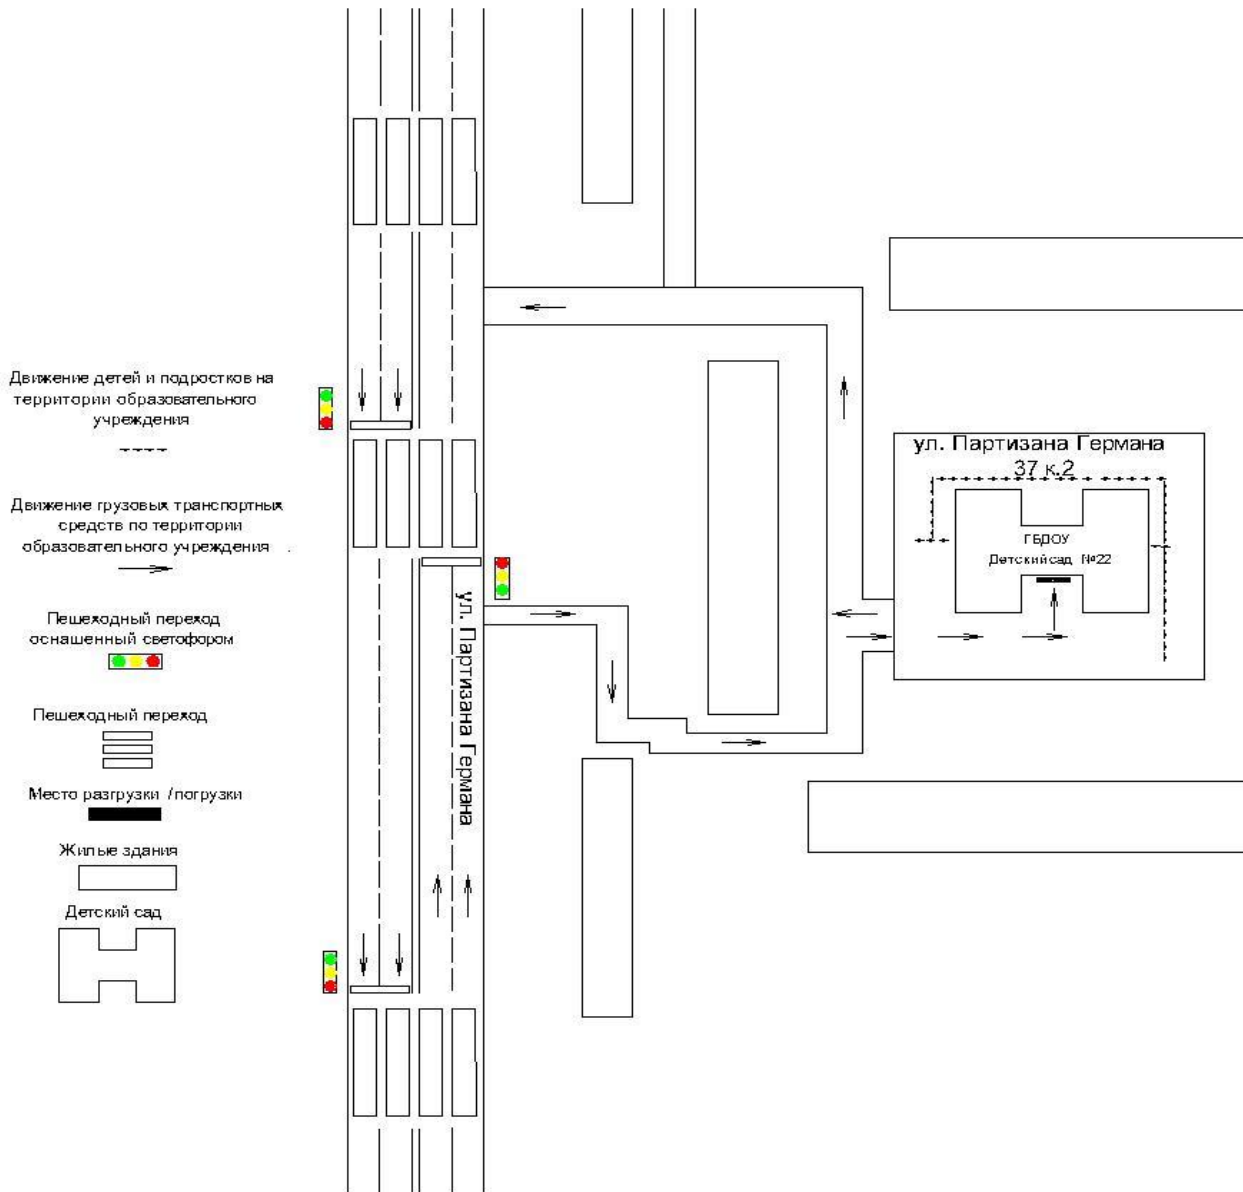 Движение детей и подростков на
территории образовательного
учреждения
Движение грузовых транспортных
средств по территории
образовательного учреждения .
Пешеходный переход
оснашенный светофором
Пешеходный переход
Место разгрузки /погрузки
Жилые здания
Детский сад
ул. Партизана Германа
ул. Партизана Германа
37 к.2
ГБДОУ
Детский сад №22